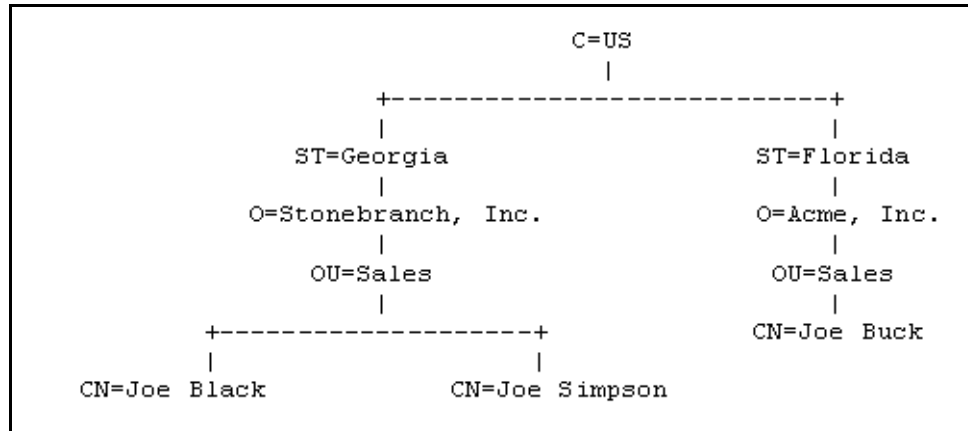 C=US
ST=Georgia ST=Florida
O=Stonebranch, Inc. O=Acme, Inc.
OU=Sales OU=Sales
CN=Joe Buck
CN=Joe Black CN=Joe Simpson